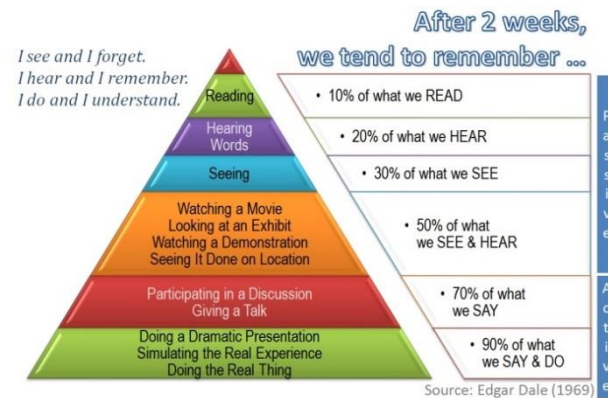 After 2 weeks,
we tend to remember ...
I see and I forget.
I hear and I remember.
I do and I understand.
Reading
• 10% of what we READ
Hearing
Words
• 20% of what we HEAR
Seeing
• 30% of what we SEE
Watching a Movie
Looking at an Exhibit
Watching a Demonstration
Seeing It Done on Location
• 50% of what
we SEE & HEAR
Participating in a Discussion
Giving a Talk
• 70% of what
we SAY
Doing a Dramatic Presentation
Simulating the Real Experience
Doing the Real Thing
• 90% of what
we SAY & DO
Source: Edgar Dale (1969)